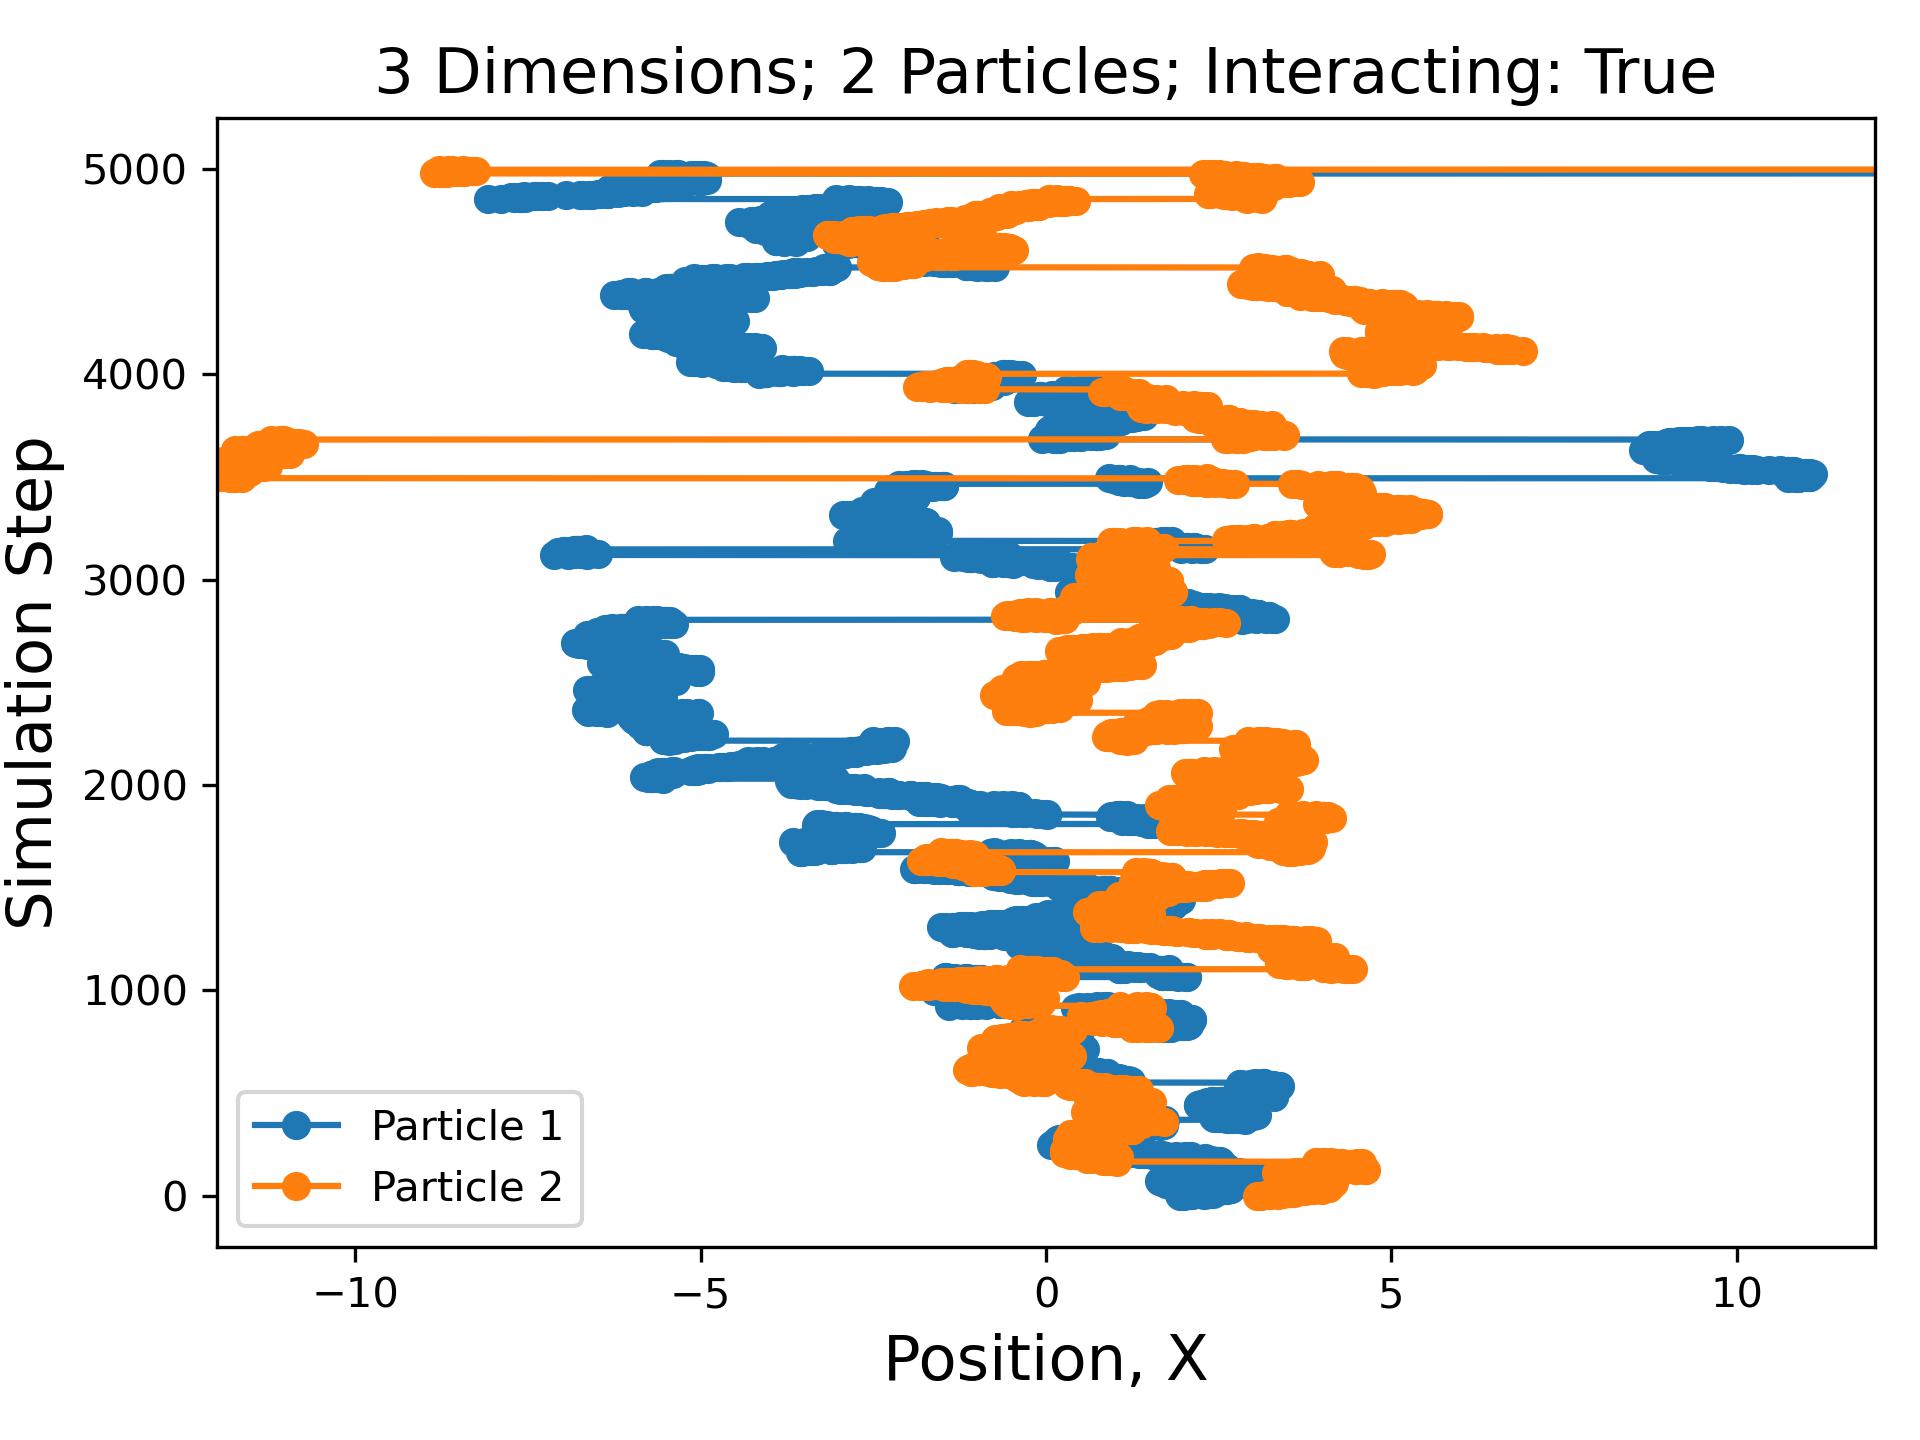 3 Dimensions; 2 Particles; Interacting: True
Simulation Step
5000
4000
3000
2000
1000
0
Particle 1
Particle 2
−10 −5 0 5 10
Position, X